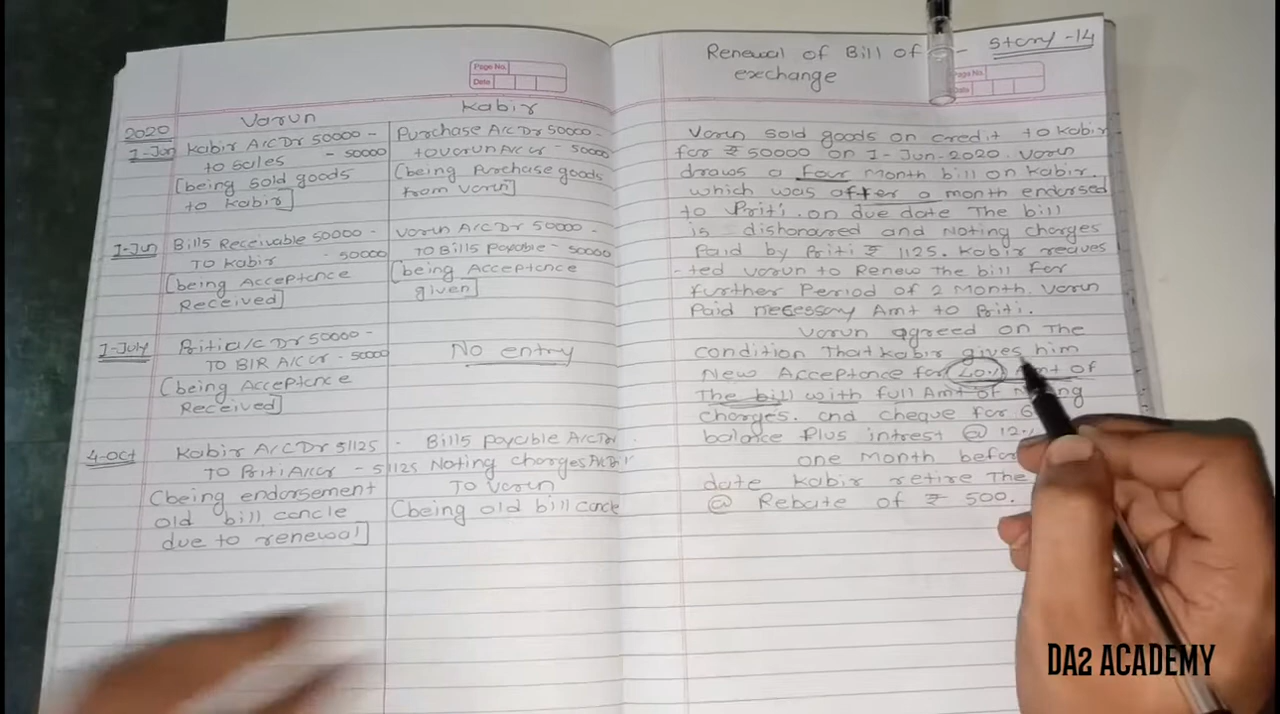 Page No.
Date
Varun
Kabir
2020
1-Jun
Kabir A/C Dr 50000 -
to sales - 50000
[being sold goods
to Kabir]
Purchase A/C Dr 50000 -
to Varun A/C Cr - 50000
[being Purchase goods
from Varun]
1-Jun
Bills Receivable 50000 -
TO Kabir - 50000
[being Acceptance
Received]
Varun A/C Dr 50000 -
TO Bills Payable - 50000
[being Acceptance
given]
1-July
Priti a/c Dr 50000 -
TO B/R A/C Cr - 50000
[being Acceptance
Received]
No entry
4-Oct
Kabir A/C Dr 51125 -
TO Priti A/C Cr - 51125
[being endorsement
old bill cancle
due to renewal]
Bills payable A/C Dr
Noting charges A/C Dr
To Varun
[being old bill cancle
Renewal of Bill of - Story -14
exchange
Page No.
Date
Varun sold goods on credit to Kabir
for ₹ 50000 on 1-Jun-2020. Varun
draws a four month bill on Kabir.
which was after a month endorsed
to Priti. on due date The bill
is dishonoured and Noting charges
Paid by Priti ₹ 1125. Kabir
-ted Varun to Renew The bill for
further Period of 2 Month. Varun
Paid necessary Amt to Priti.
Varun agreed on The
condition That Kabir gives him
New Acceptance for Amt of
The bill with full Amt of
charges. and cheque for
balance Plus intrest @ 12%
one month
date Kabir retire The
@ Rebate of ₹ 500.
DA2 ACADEMY